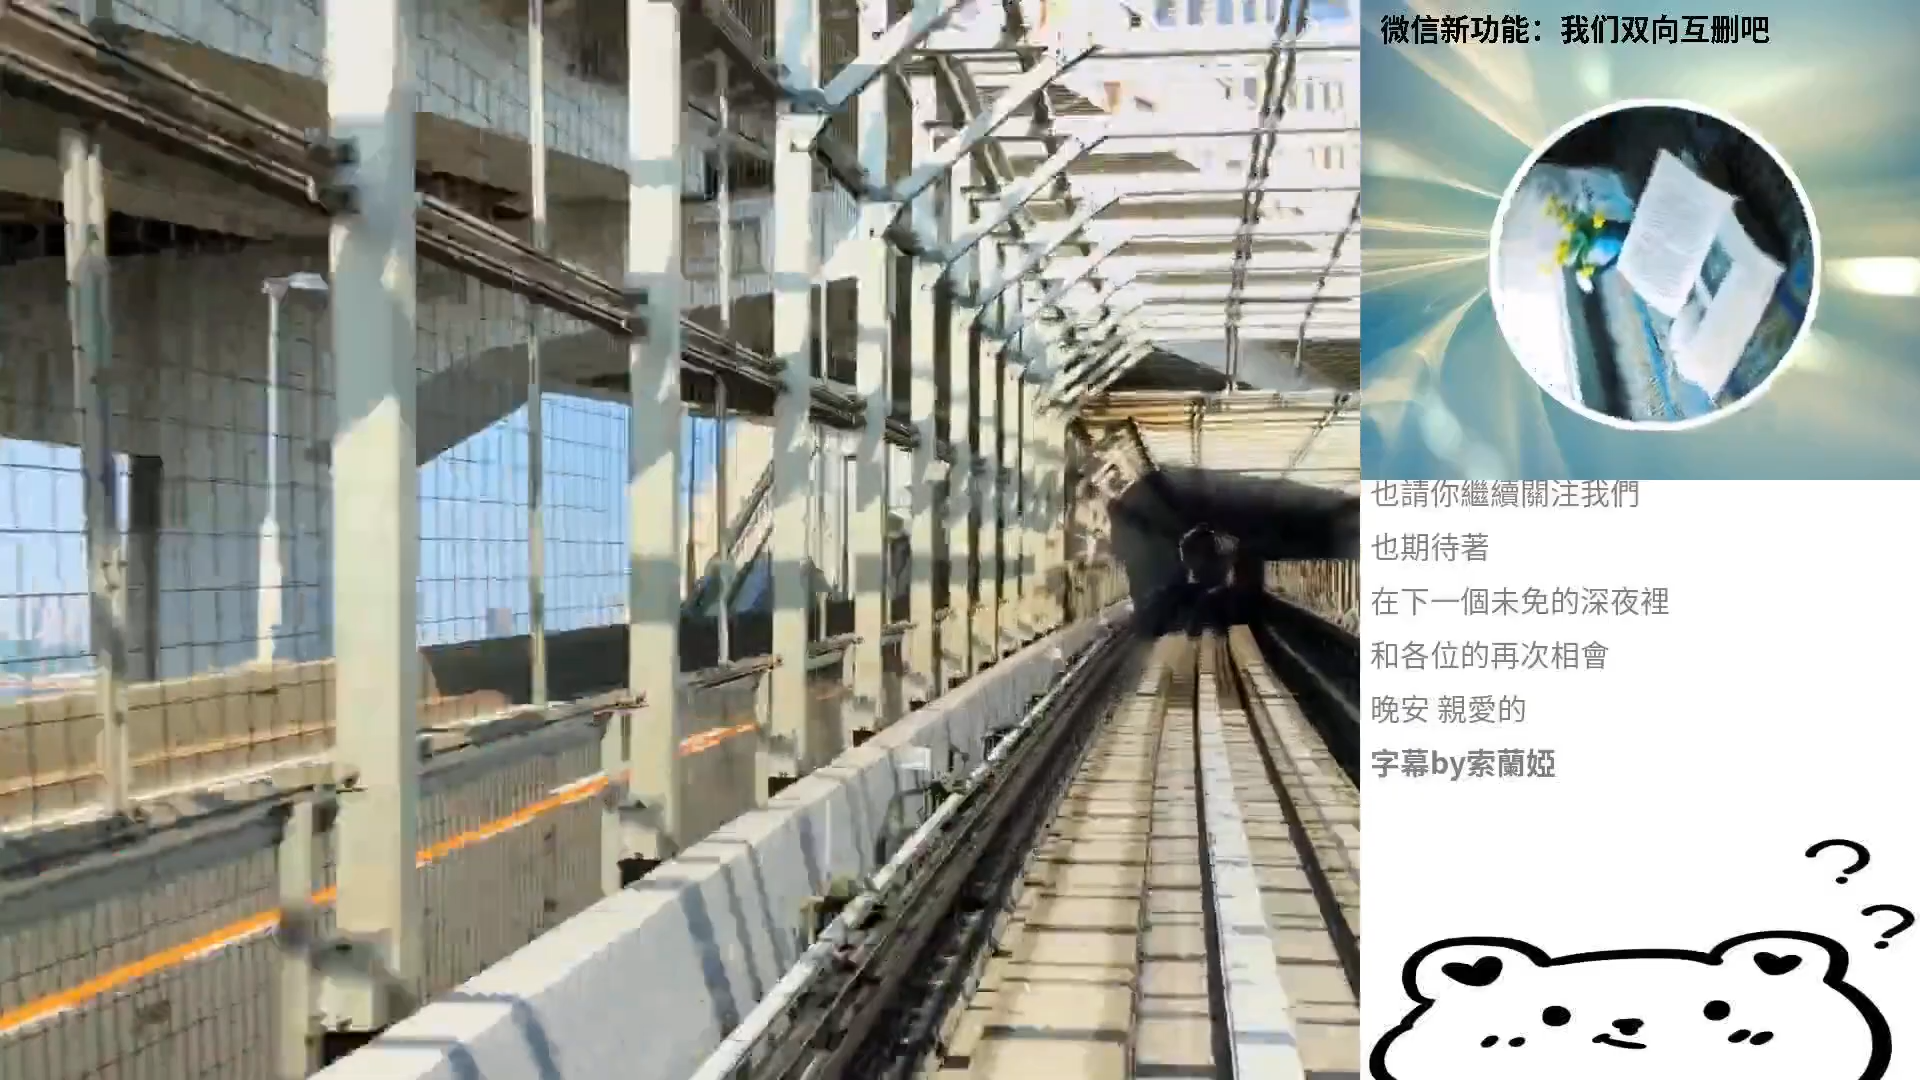 微信新功能：我们双向互删吧
也請你繼續關注我們
也期待著
在下一個未免的深夜裡
和各位的再次相會
晚安 親愛的
字幕by索蘭婭
？
？